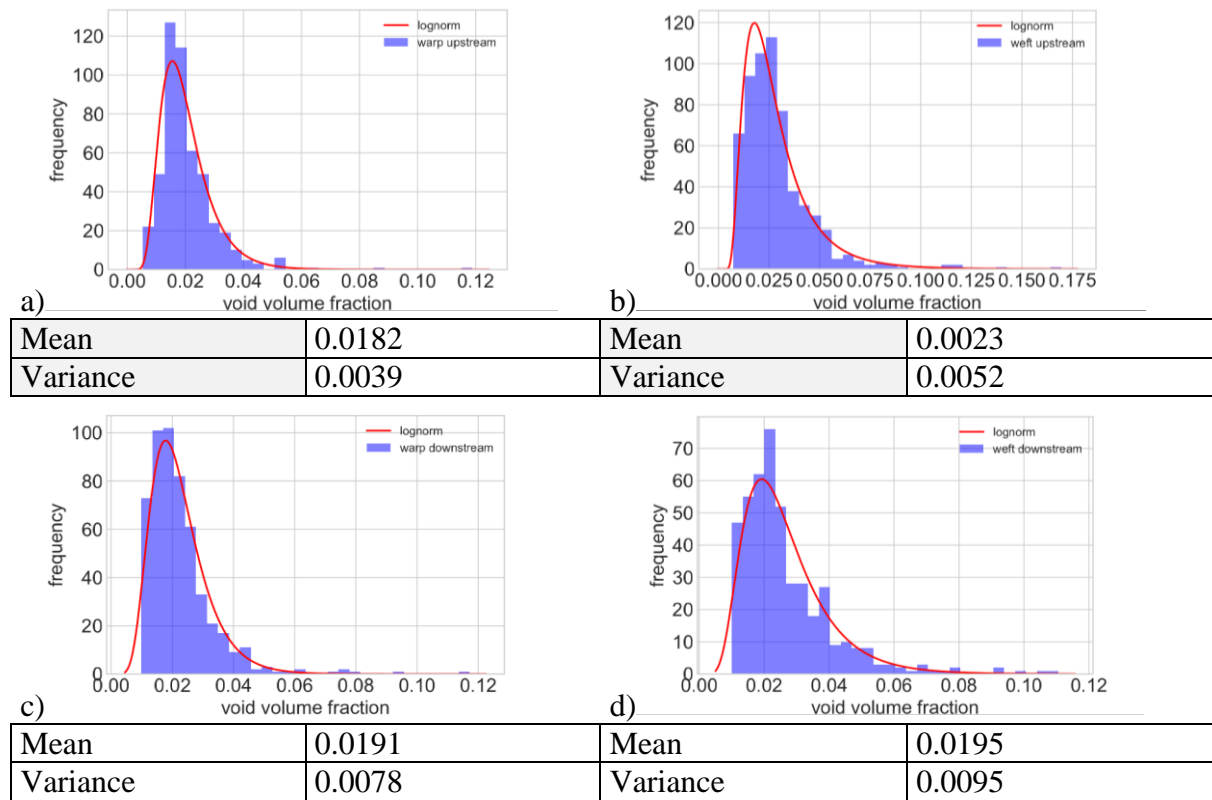 120
100
80
60
40
20
0
frequency
lognorm
warp upstream
0.00 0.02 0.04 0.06 0.08 0.10 0.12
void volume fraction
a)
120
100
80
60
40
20
0
frequency
lognorm
weft upstream
0.000 0.025 0.050 0.075 0.100 0.125 0.150 0.175
void volume fraction
b)
Mean 0.0182 Mean 0.0023
Variance 0.0039 Variance 0.0052
100
80
60
40
20
0
frequency
lognorm
warp downstream
0.00 0.02 0.04 0.06 0.08 0.10 0.12
void volume fraction
c)
70
60
50
40
30
20
10
0
frequency
lognorm
weft downstream
0.00 0.02 0.04 0.06 0.08 0.10 0.12
void volume fraction
d)
Mean 0.0191 Mean 0.0195
Variance 0.0078 Variance 0.0095